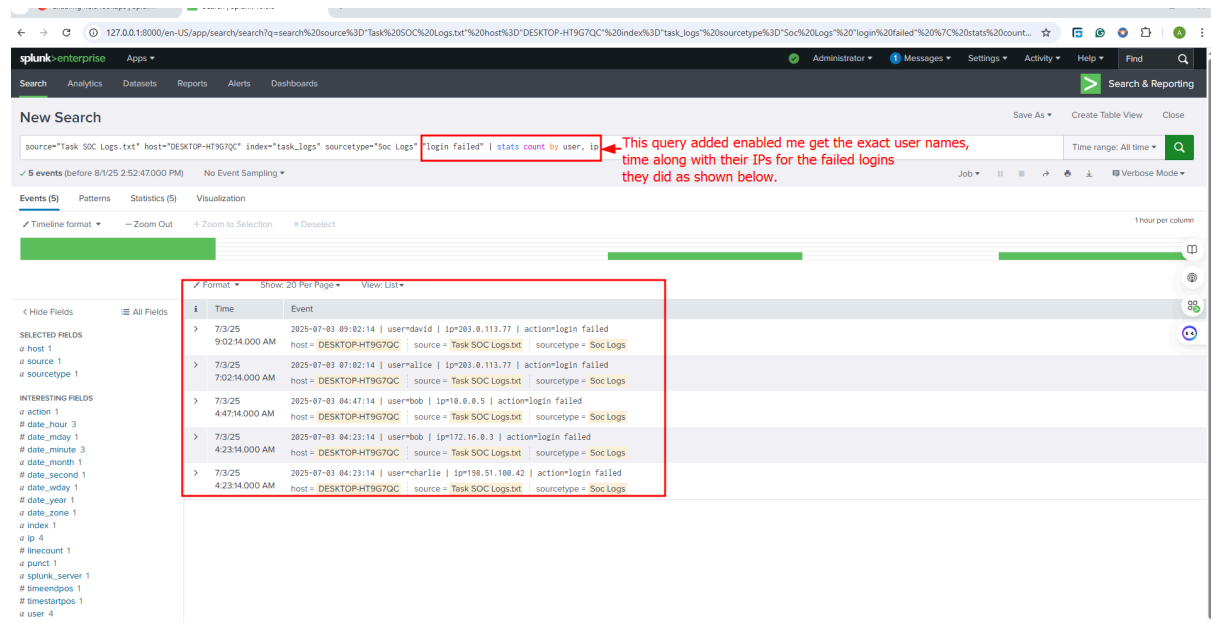 127.0.0.1:8000/en-US/app/search/search?q=search%20source%3D"Task%20SOC%20Logs.txt"%20host%3D"DESKTOP-HT9G7QC"%20index%3D"task_logs"%20sourcetype%3D"Soc%20Logs"%20"login%20failed"%20%7C%20stats%20count...
splunk>enterprise Apps
Administrator 1 Messages Settings Activity Help Find
Search Analytics Datasets Reports Alerts Dashboards
Search & Reporting
New Search
Save As Create Table View Close
source="Task SOC Logs.txt" host="DESKTOP-HT9G7QC" index="task_logs" sourcetype="Soc Logs" "login failed" | stats count by user, ip
Time range: All time
This query added enabled me get the exact user names,
time along with their IPs for the failed logins
they did as shown below.
5 events (before 8/1/25 2:52:47.000 PM) No Event Sampling
Job Verbose Mode
Events (5) Patterns Statistics (5) Visualization
Timeline format — Zoom Out + Zoom to Selection × Deselect
1 hour per column
Format Show: 20 Per Page View: List
< Hide Fields All Fields
i Time Event
SELECTED FIELDS
a host 1
a source 1
a sourcetype 1
INTERESTING FIELDS
a action 1
# date_hour 3
# date_mday 1
# date_minute 3
a date_month 1
# date_second 1
a date_wday 1
# date_year 1
a date_zone 1
a index 1
a ip 4
# linecount 1
a punct 1
a splunk_server 1
# timeendpos 1
# timestartpos 1
a user 4
> 7/3/25 2025-07-03 09:02:14 | user=david | ip=203.0.113.77 | action=login failed
9:02:14.000 AM host = DESKTOP-HT9G7QC source = Task SOC Logs.txt sourcetype = Soc Logs
> 7/3/25 2025-07-03 07:02:14 | user=alice | ip=203.0.113.77 | action=login failed
7:02:14.000 AM host = DESKTOP-HT9G7QC source = Task SOC Logs.txt sourcetype = Soc Logs
> 7/3/25 2025-07-03 04:47:14 | user=bob | ip=10.0.0.5 | action=login failed
4:47:14.000 AM host = DESKTOP-HT9G7QC source = Task SOC Logs.txt sourcetype = Soc Logs
> 7/3/25 2025-07-03 04:23:14 | user=bob | ip=172.16.0.3 | action=login failed
4:23:14.000 AM host = DESKTOP-HT9G7QC source = Task SOC Logs.txt sourcetype = Soc Logs
> 7/3/25 2025-07-03 04:23:14 | user=charlie | ip=198.51.100.42 | action=login failed
4:23:14.000 AM host = DESKTOP-HT9G7QC source = Task SOC Logs.txt sourcetype = Soc Logs